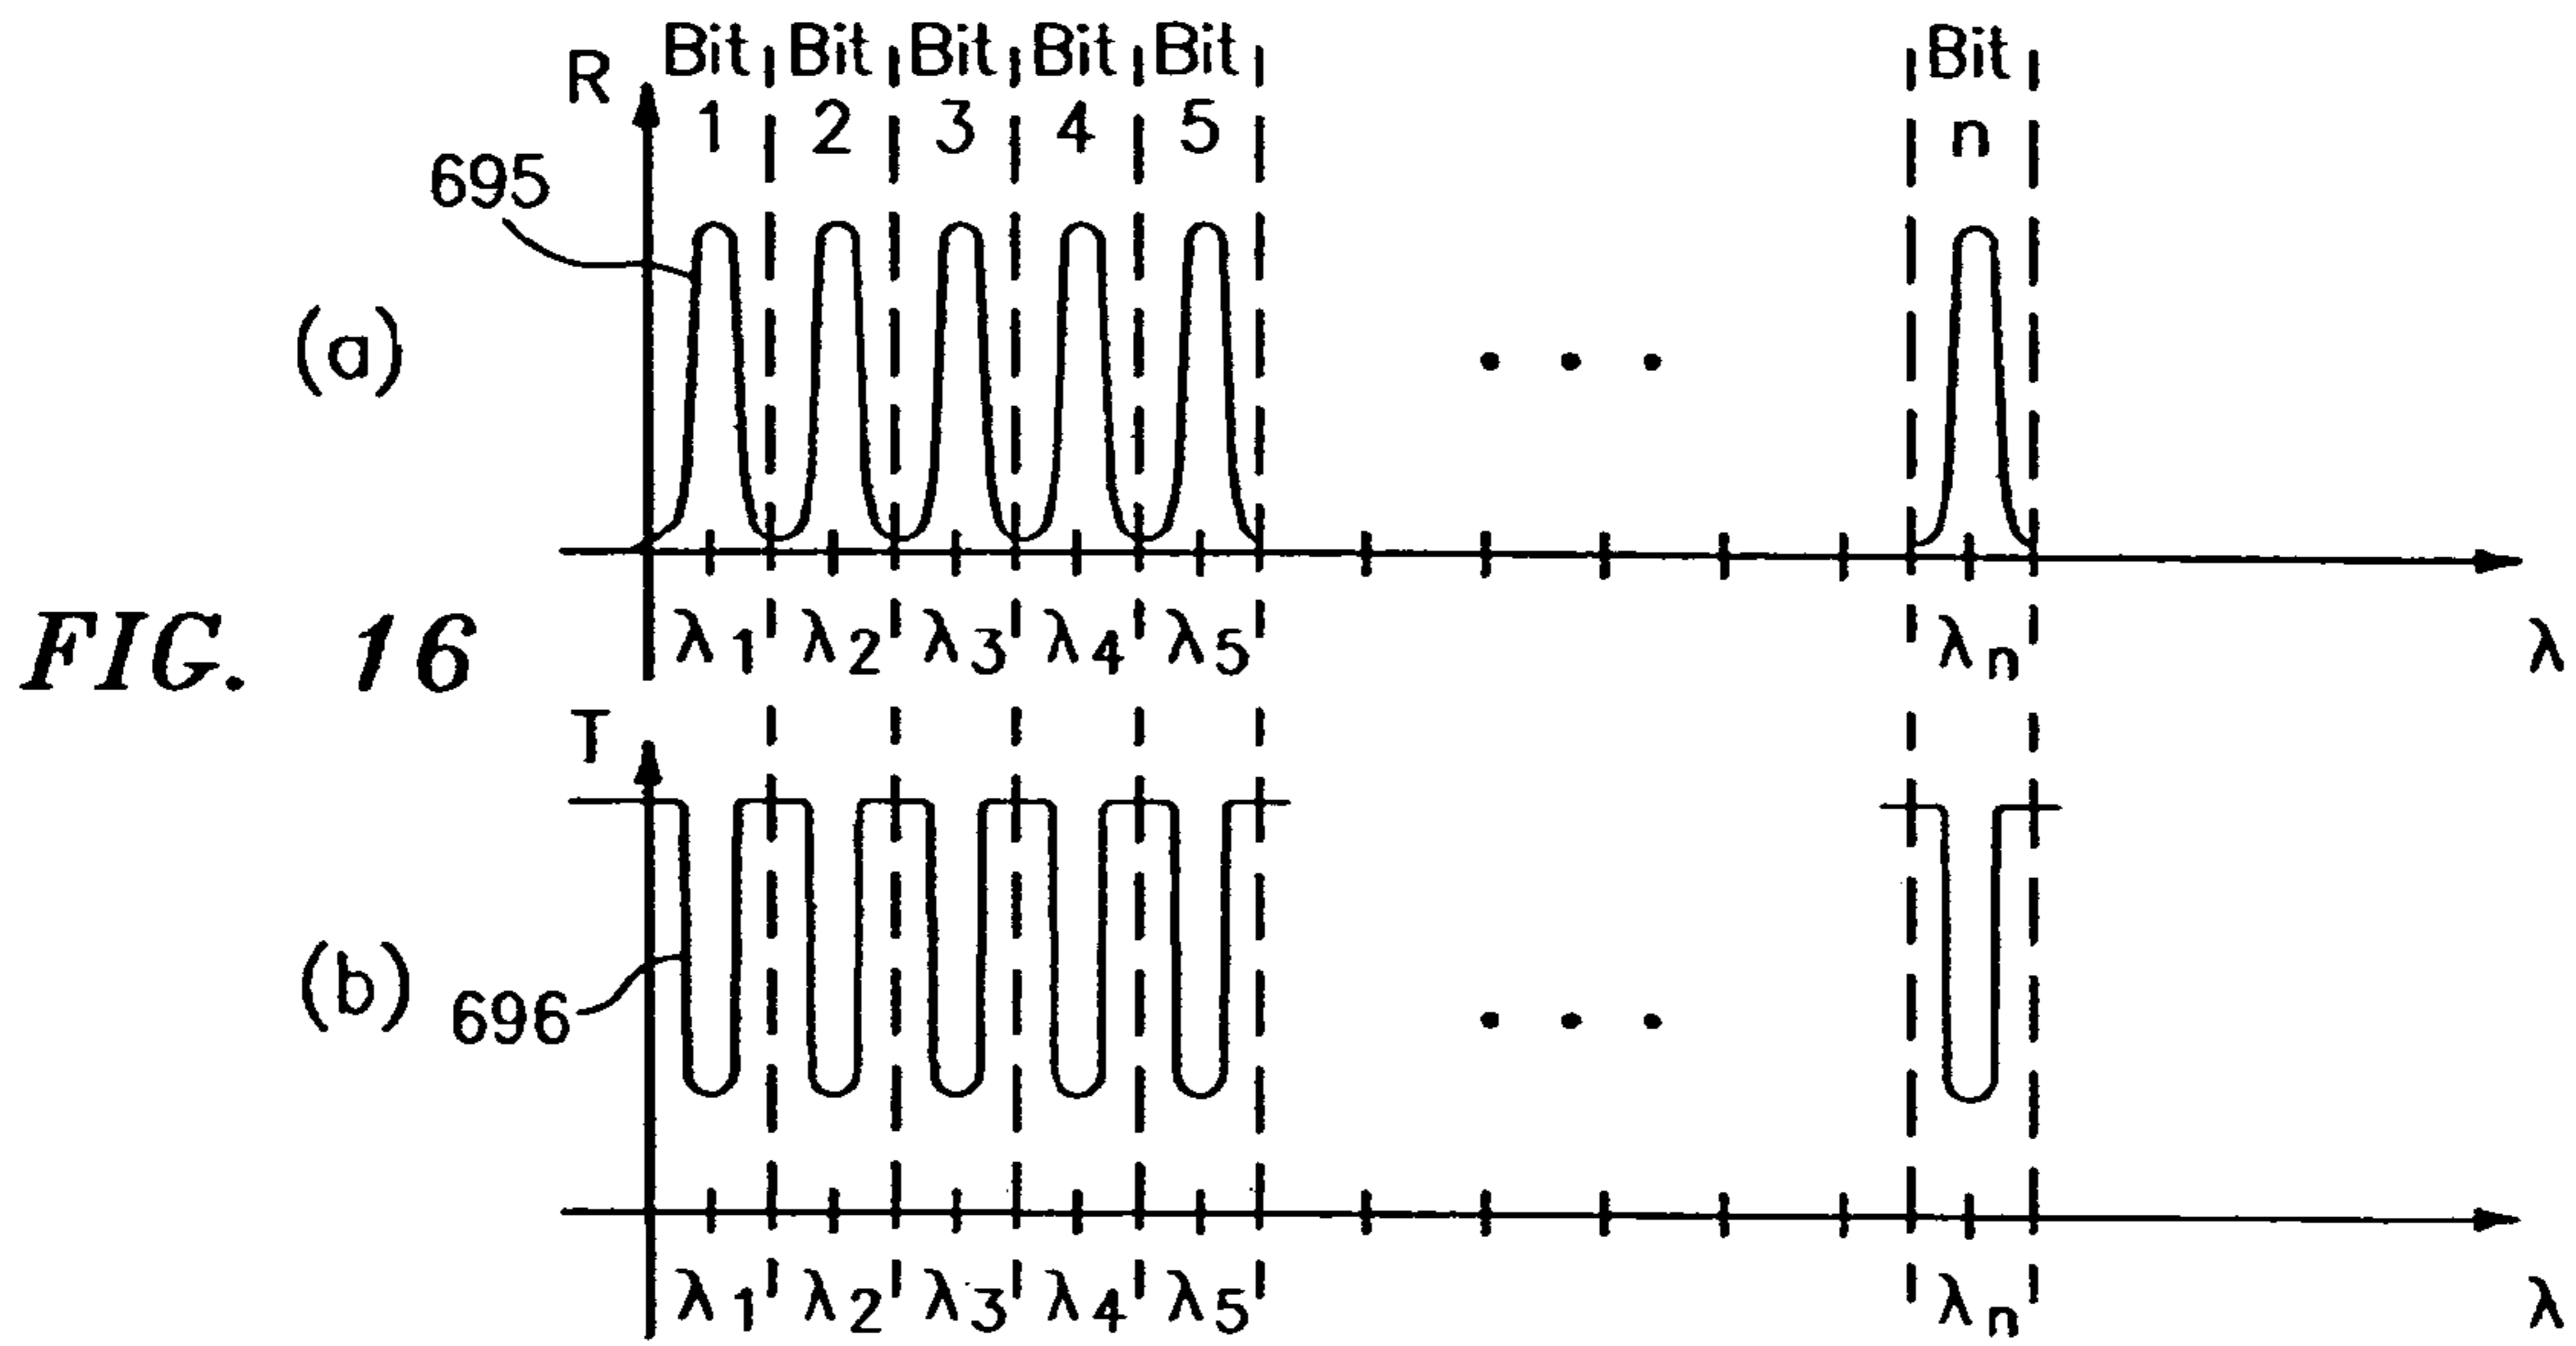 R Bit 1 Bit 2 Bit 3 Bit 4 Bit 5 Bit n
695
(a)
λ1 λ2 λ3 λ4 λ5 λn λ
FIG. 16
T
(b) 696
λ1 λ2 λ3 λ4 λ5 λn λ